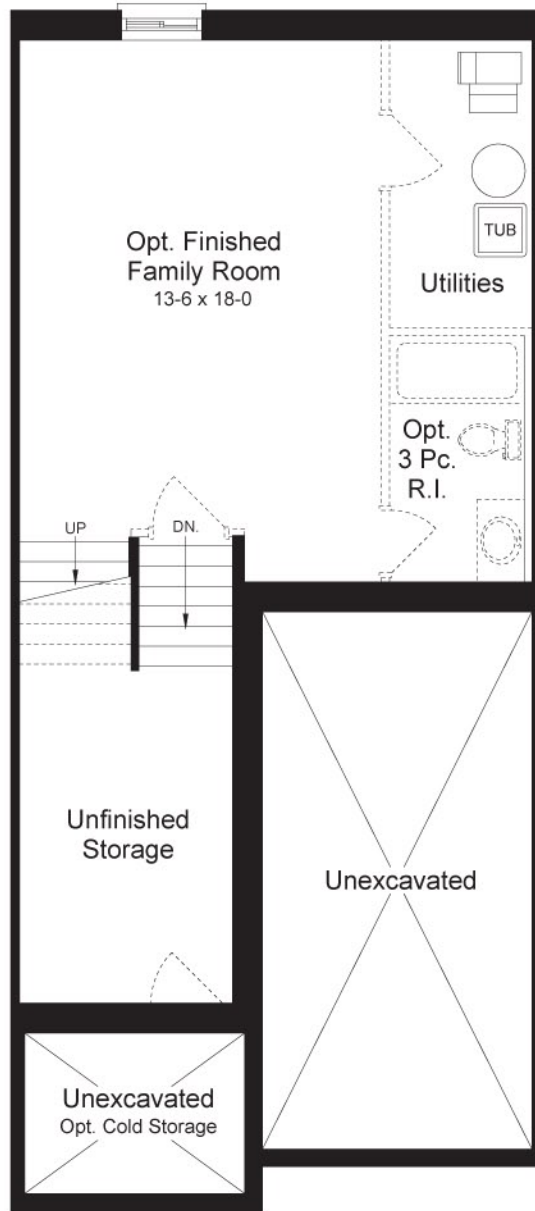 Opt. Finished
Family Room
13-6 x 18-0
TUB
Utilities
Opt.
3 Pc.
R.I.
UP
DN.
Unfinished
Storage
Unexcavated
Unexcavated
Opt. Cold Storage